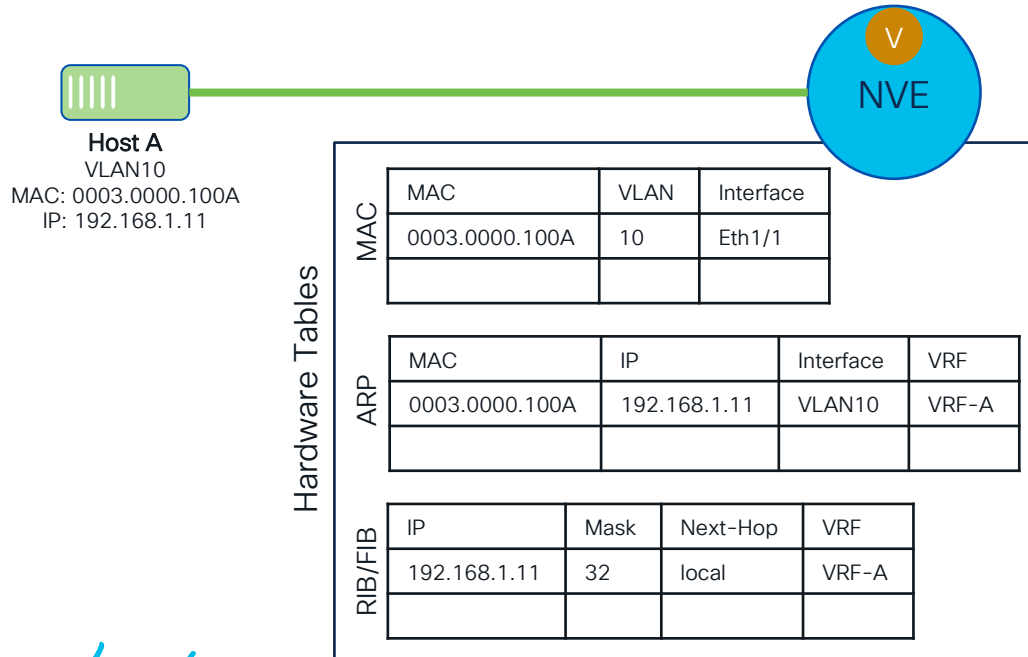 V
NVE
Host A
VLAN10
MAC: 0003.0000.100A
IP: 192.168.1.11
Hardware Tables
MAC
MAC VLAN Interface
0003.0000.100A 10 Eth1/1
ARP
MAC IP Interface VRF
0003.0000.100A 192.168.1.11 VLAN10 VRF-A
RIB/FIB
IP Mask Next-Hop VRF
192.168.1.11 32 local VRF-A